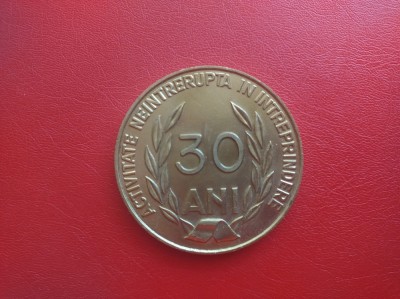 ACTIVITATE NEINTRERUPTA IN INTREPRINDERE
30
ANI